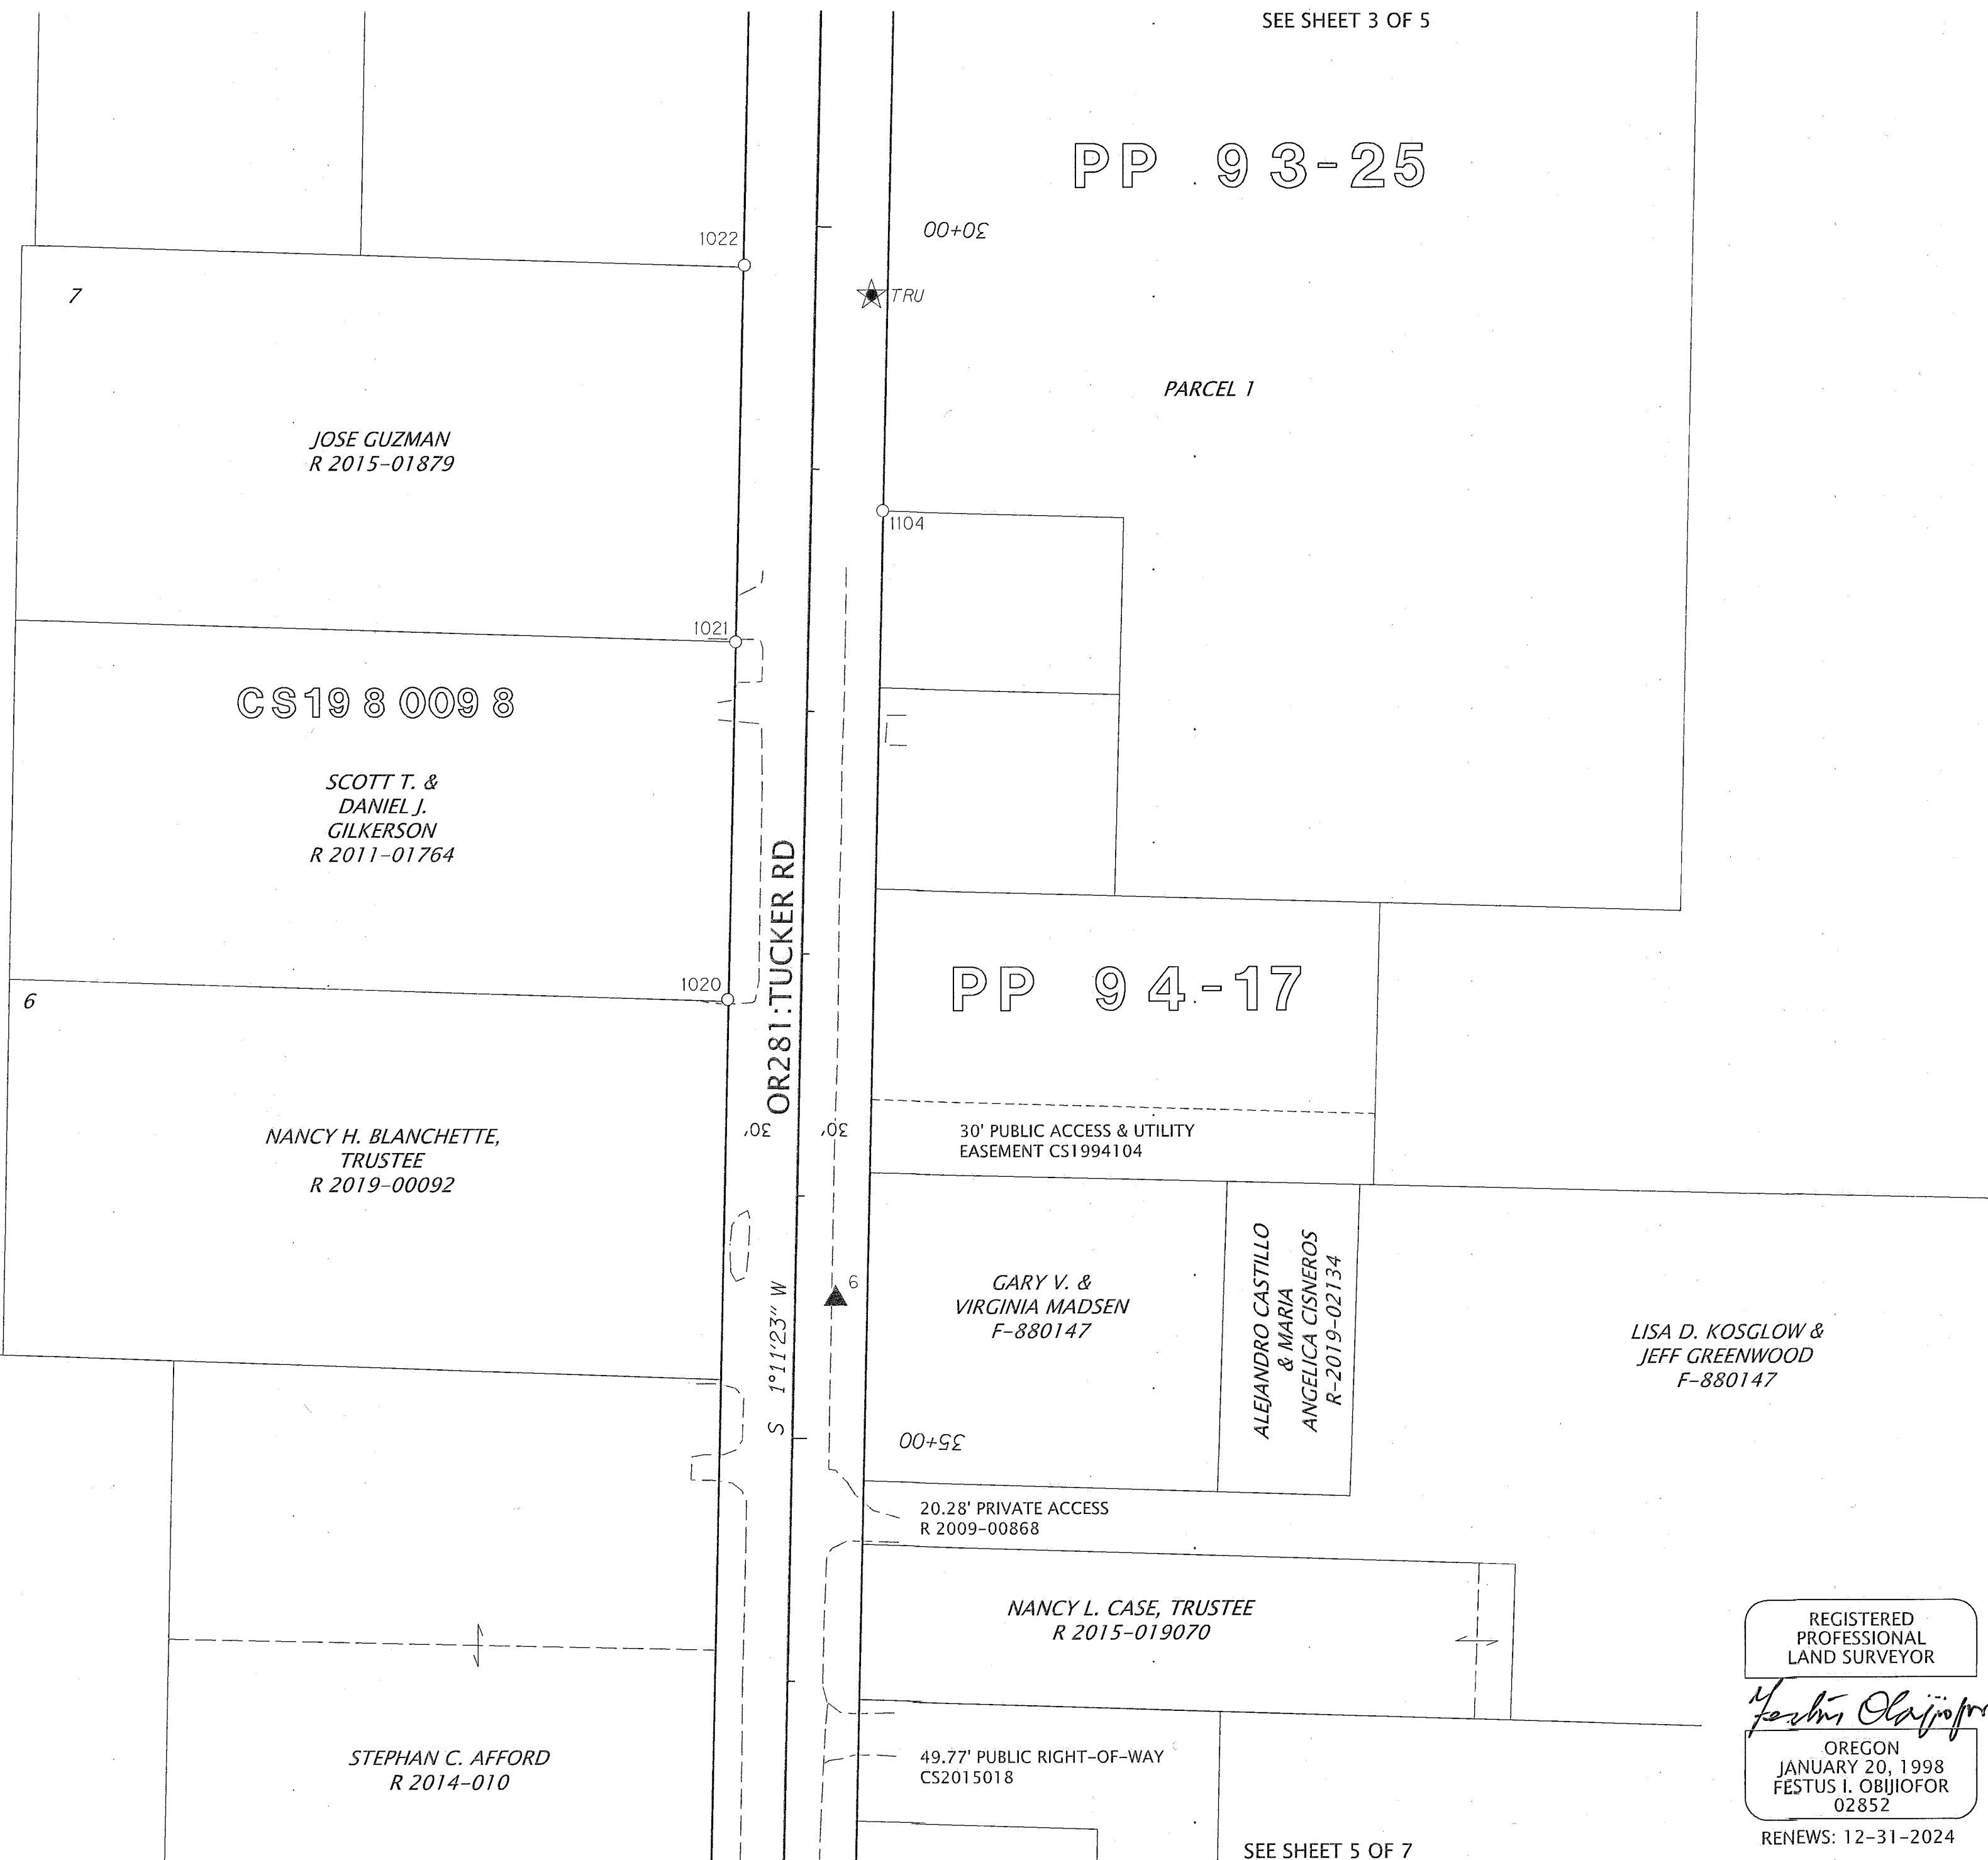 SEE SHEET 3 OF 5
PP 93-25
30+00
1022
TRU
7
PARCEL 1
JOSE GUZMAN
R 2015-01879
1104
1021
CS1980098
SCOTT T. &
DANIEL J.
GILKERSON
R 2011-01764
OR281:TUCKER RD
PP 94-17
1020
6
30'
30'
30' PUBLIC ACCESS & UTILITY
EASEMENT CS1994104
NANCY H. BLANCHETTE,
TRUSTEE
R 2019-00092
S 1°11'23" W
6
GARY V. &
VIRGINIA MADSEN
F-880147
ALEJANDRO CASTILLO
& MARIA
ANGELICA CISNEROS
R-2019-02134
LISA D. KOSGLOW &
JEFF GREENWOOD
F-880147
35+00
20.28' PRIVATE ACCESS
R 2009-00868
NANCY L. CASE, TRUSTEE
R 2015-019070
STEPHAN C. AFFORD
R 2014-010
49.77' PUBLIC RIGHT-OF-WAY
CS2015018
SEE SHEET 5 OF 7
REGISTERED
PROFESSIONAL
LAND SURVEYOR
Festus Obijiofor
OREGON
JANUARY 20, 1998
FESTUS I. OBIJIOFOR
02852
RENEWS: 12-31-2024